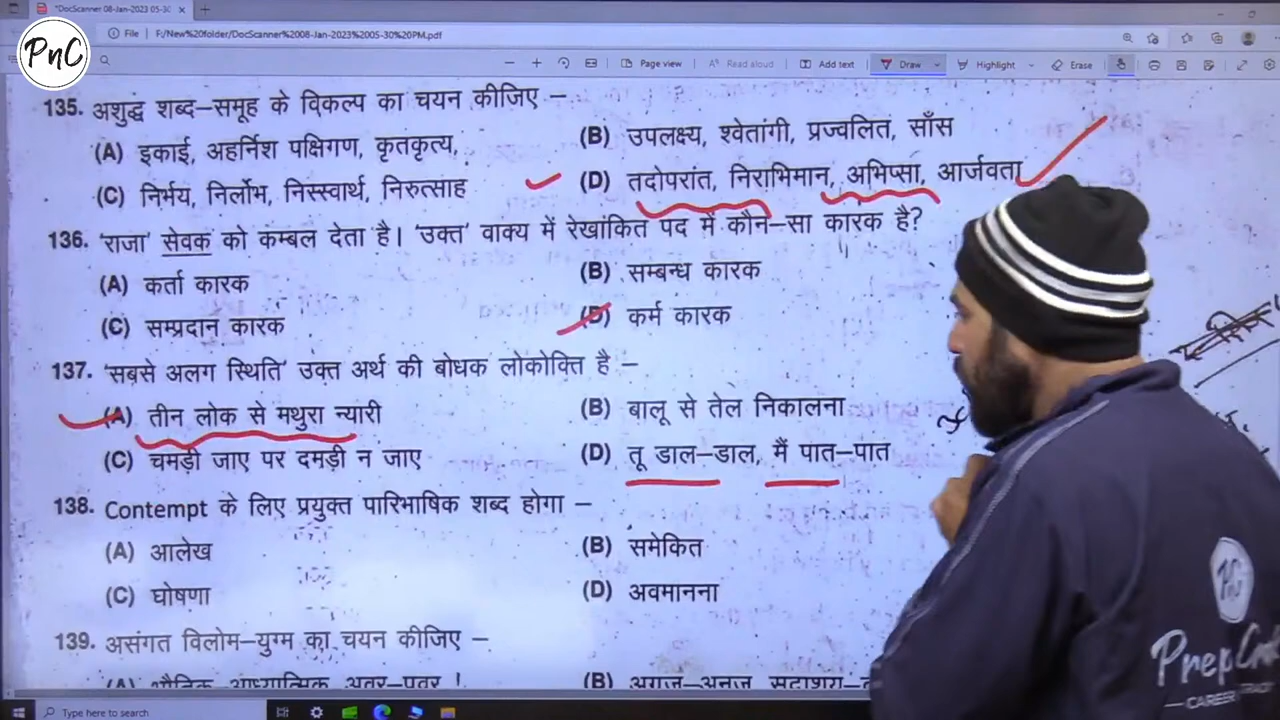 *DocScanner 08-Jan-2023 05-30
PnC
File F:/New%20folder/DocScanner%2008-Jan-2023%2005-30%20PM.pdf
Page view Read aloud Add text Draw Highlight Erase
135. अशुद्ध शब्द–समूह के विकल्प का चयन कीजिए –
(A) इकाई, अहर्निश पक्षिगण, कृतकृत्य,
(B) उपलक्ष्य, श्वेतांगी, प्रज्वलित, साँस
(C) निर्भय, निर्लोभ, निस्स्वार्थ, निरुत्साह
(D) तदोपरांत, निराभिमान, अभिप्सा, आर्जवता
136. 'राजा' सेवक को कम्बल देता है। 'उक्त' वाक्य में रेखांकित पद में कौन–सा कारक है?
(A) कर्ता कारक
(B) सम्बन्ध कारक
(C) सम्प्रदान कारक
(D) कर्म कारक
137. 'सबसे अलग स्थिति' उक्त अर्थ की बोधक लोकोक्ति है –
(A) तीन लोक से मथुरा न्यारी
(B) बालू से तेल निकालना
(C) चमड़ी जाए पर दमड़ी न जाए
(D) तू डाल–डाल, मैं पात–पात
138. Contempt के लिए प्रयुक्त पारिभाषिक शब्द होगा –
(A) आलेख
(B) समेकित
(C) घोषणा
(D) अवमानना
139. असंगत विलोम–युग्म का चयन कीजिए –
(A) भौतिक–आध्यात्मिक
(B)
PC
Prep
CAREER
Type here to search